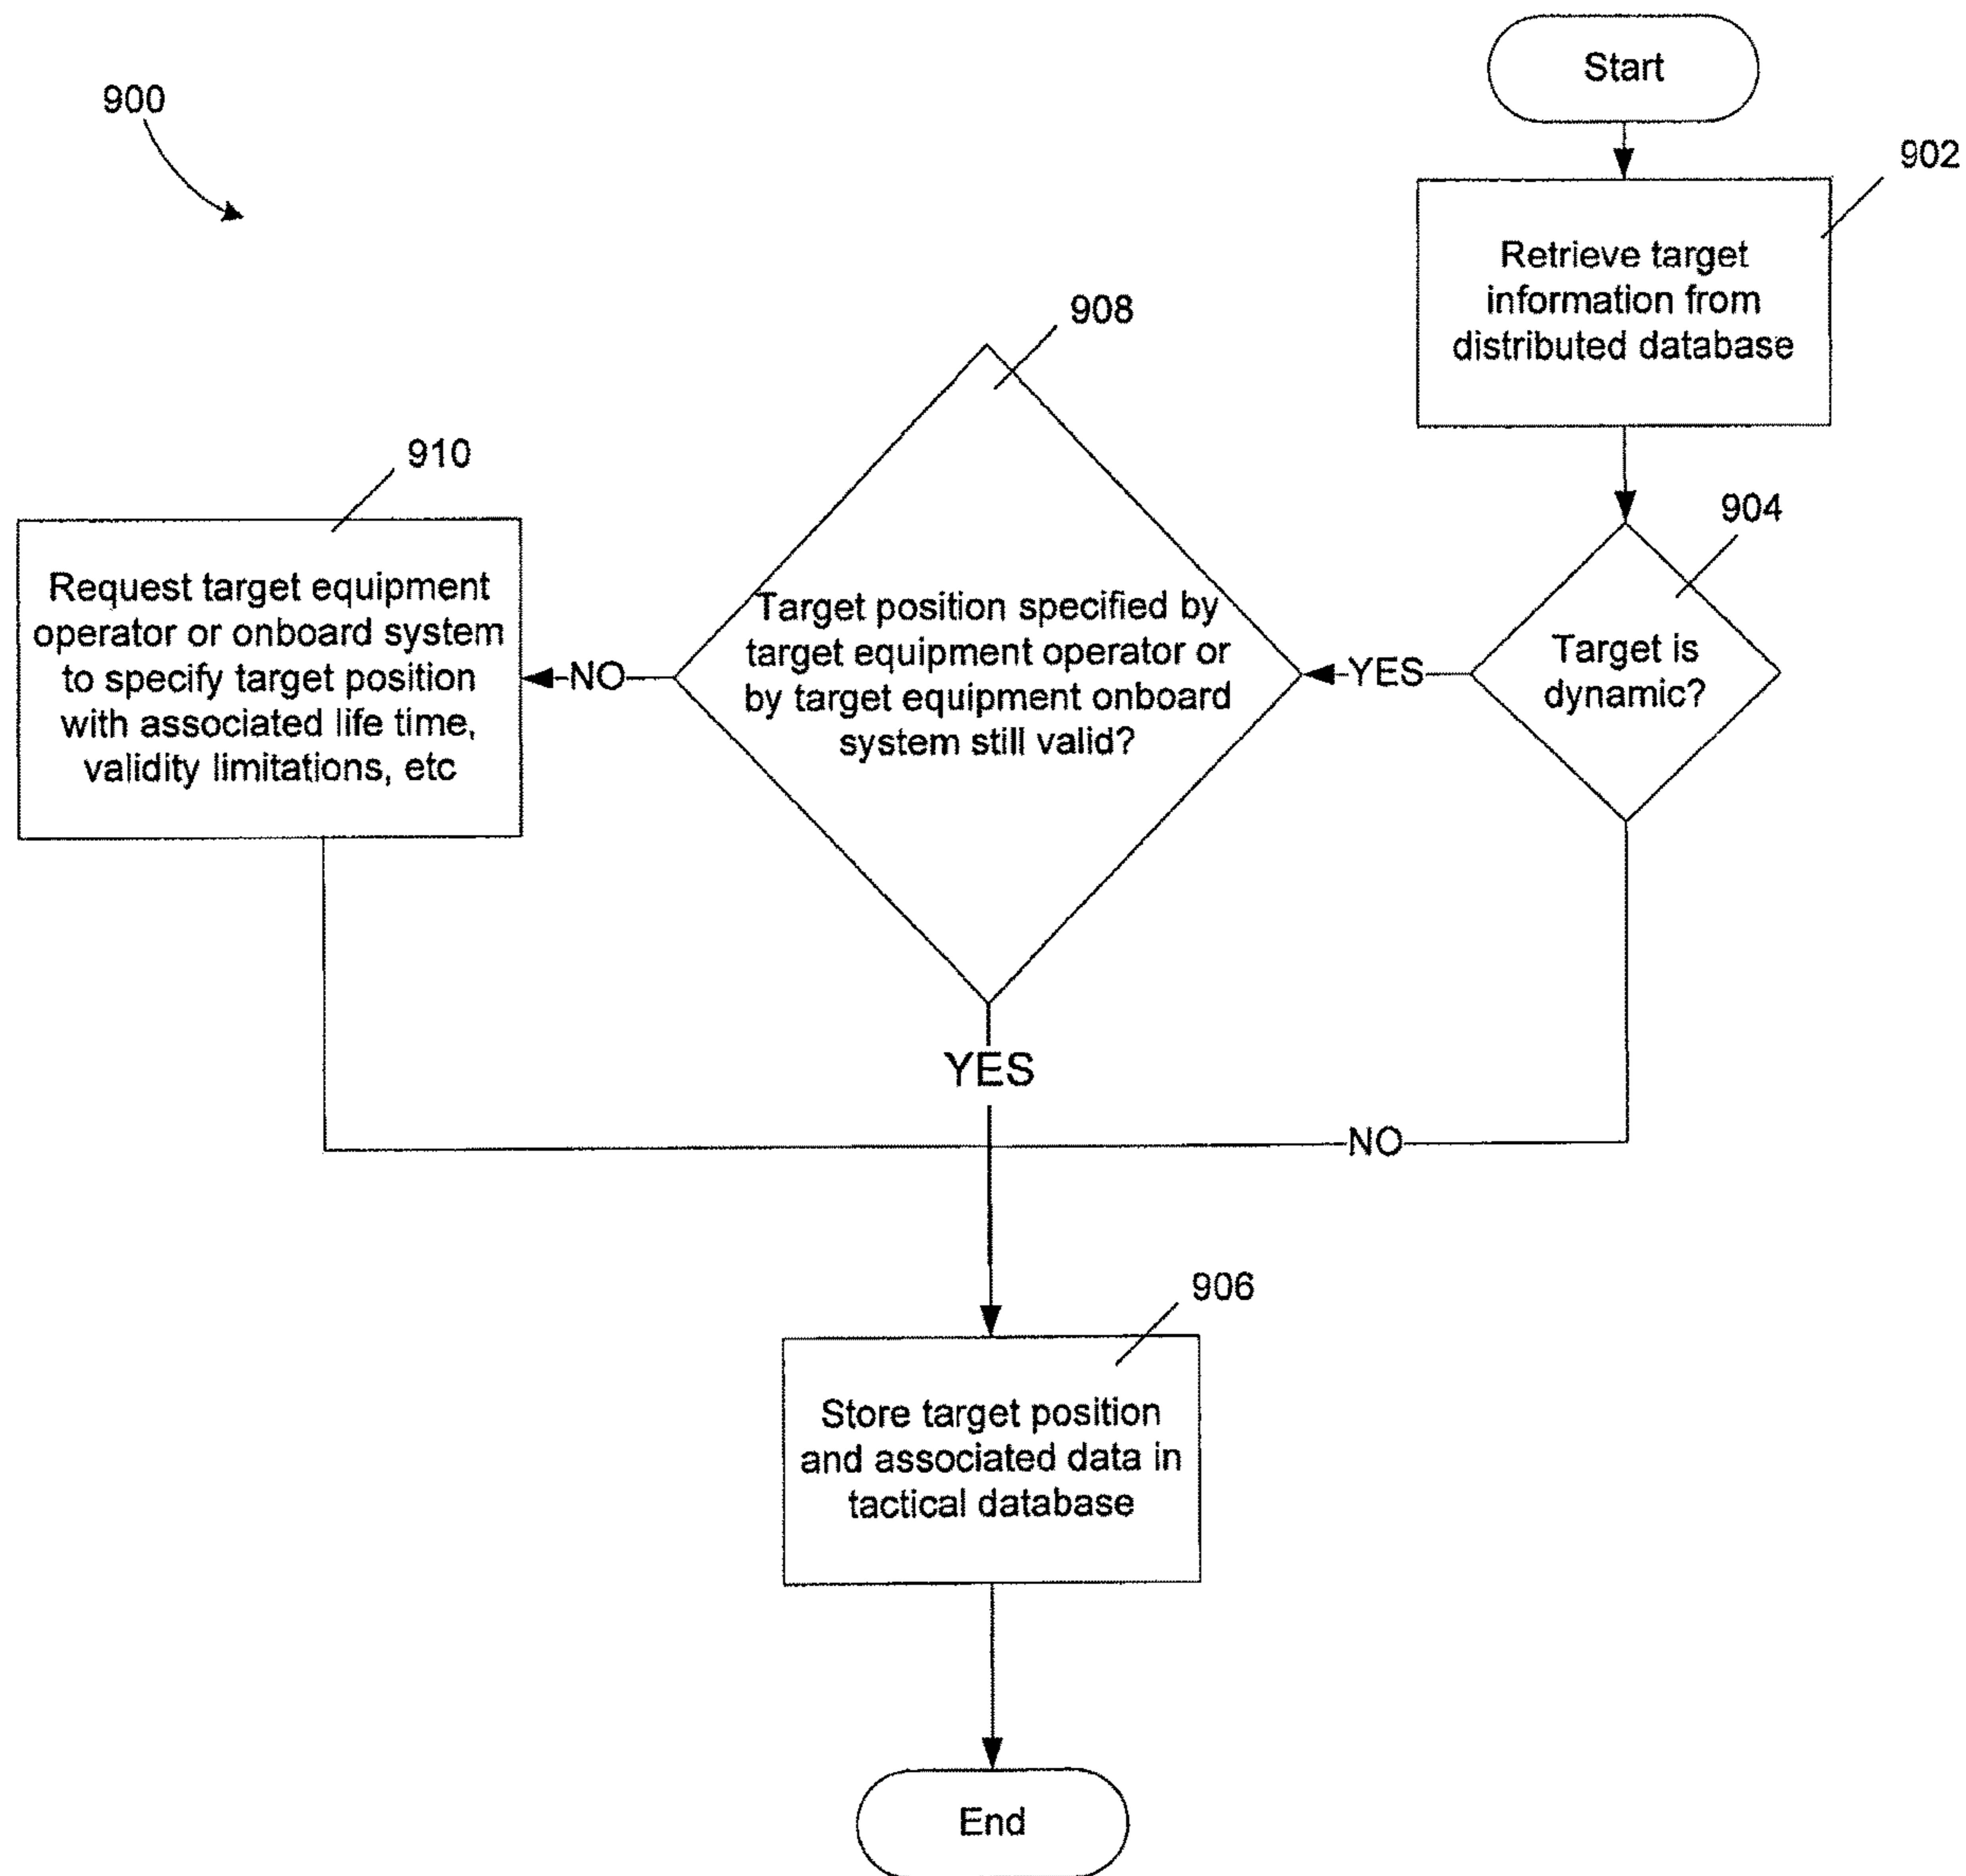 900
Start
902
Retrieve target
information from
distributed database
904
Target is
dynamic?
YES
908
Target position specified by
target equipment operator or
by target equipment onboard
system still valid?
NO
910
Request target equipment
operator or onboard system
to specify target position
with associated life time,
validity limitations, etc
YES
NO
906
Store target position
and associated data in
tactical database
End